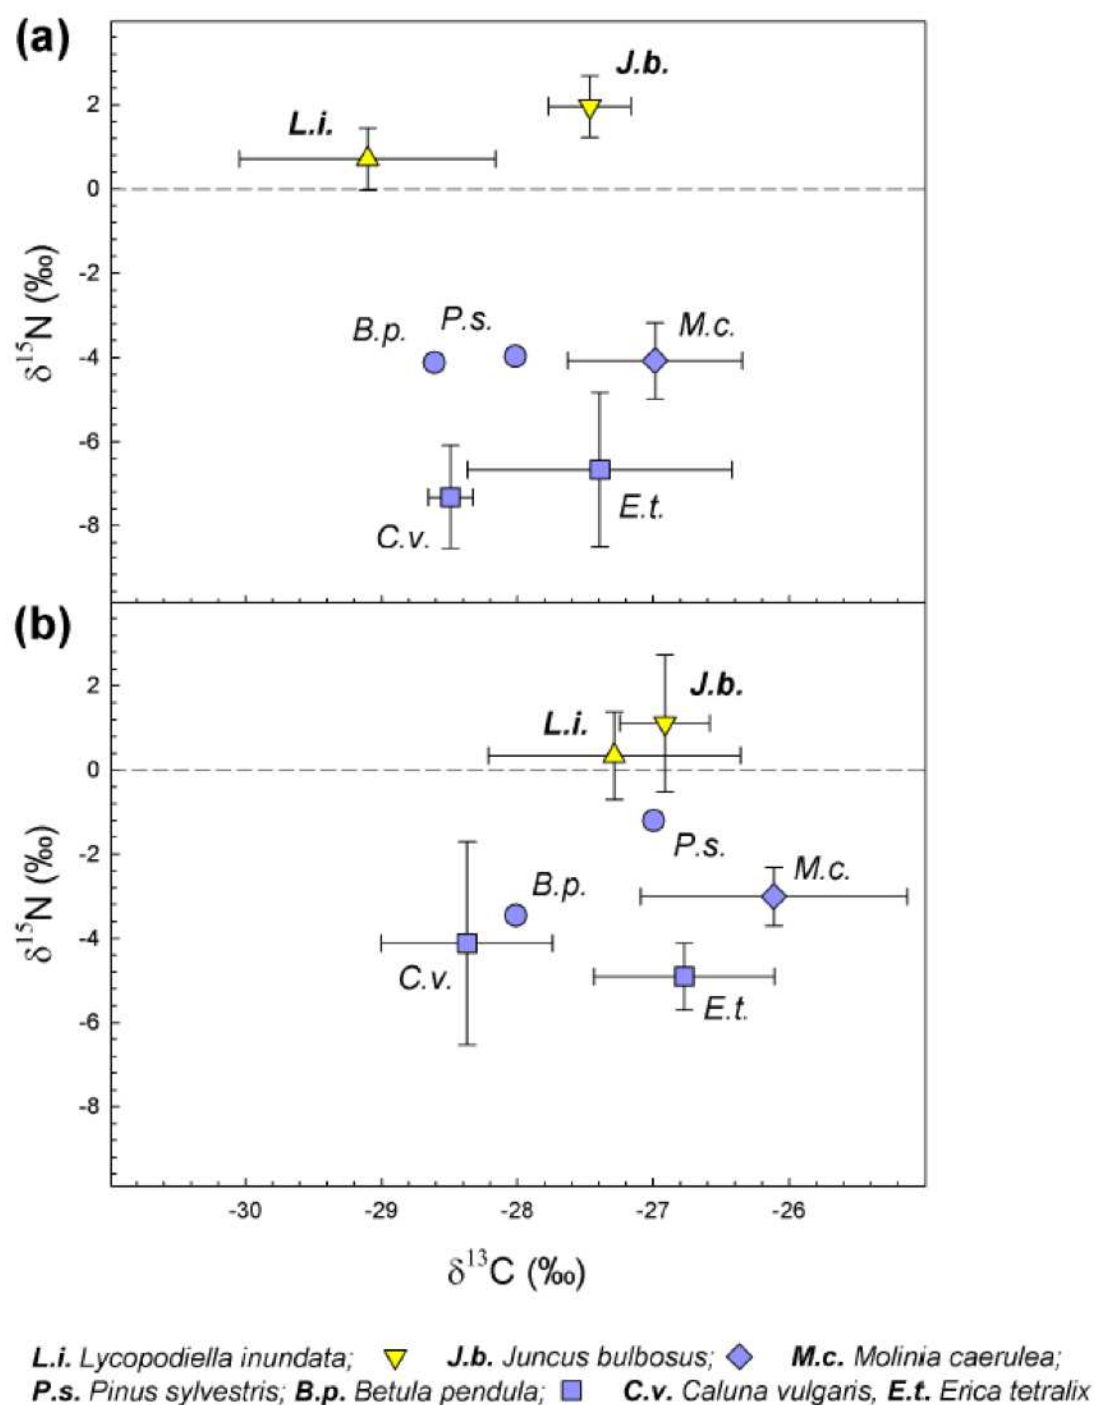 (a)
J.b.
L.i.
2
0
-2
-4
-6
-8
δ¹⁵N (‰)
B.p.
P.s.
M.c.
E.t.
C.v.
(b)
J.b.
L.i.
2
0
-2
-4
-6
-8
δ¹⁵N (‰)
P.s.
M.c.
B.p.
C.v.
E.t.
-30 -29 -28 -27 -26
δ¹³C (‰)
L.i. Lycopodiella inundata; J.b. Juncus bulbosus; M.c. Molinia caerulea;
P.s. Pinus sylvestris; B.p. Betula pendula; C.v. Caluna vulgaris, E.t. Erica tetralix